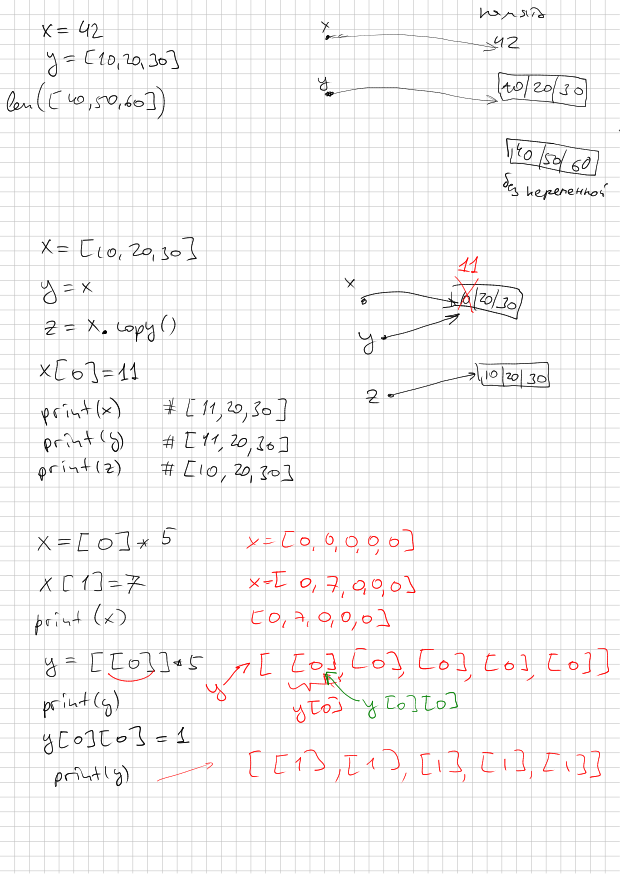 память
x = 42
x
42
y = [10,20,30]
y
10 20 30
len([40,50,60])
40 50 60
без переменной
x = [10,20,30]
11
y = x
x
10 20 30
z = x.copy()
y
x[0]=11
z
10 20 30
print(x) # [11,20,30]
print(y) # [11,20,30]
print(z) # [10,20,30]
x = [0]* 5 x=[0,0,0,0,0]
x[1]=7 x=[0,7,0,0,0]
print(x) [0,7,0,0,0]
y = [[0]]*5 y [[0],[0],[0],[0],[0]]
print(y) y[0] y[0][0]
y[0][0] = 1
print(y) [[1],[1],[1],[1],[1]]